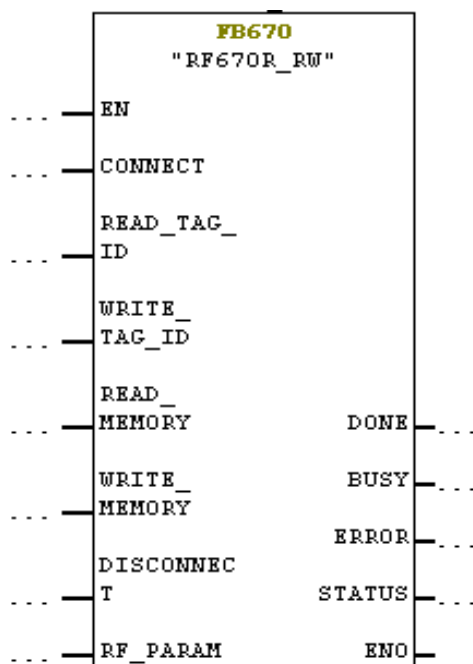 FB670
"RF670R_RW"
EN
CONNECT
READ_TAG_
ID
WRITE_
TAG_ID
READ_
MEMORY DONE
WRITE_ BUSY
MEMORY
ERROR
DISCONNEC
T STATUS
RF_PARAM ENO